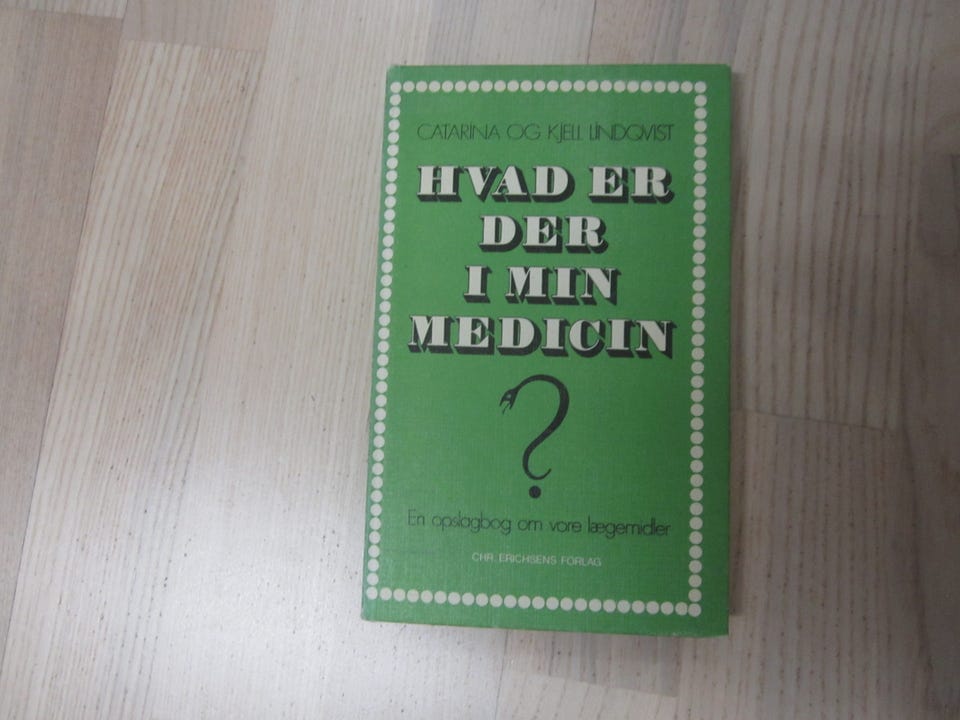 CATARINA OG KJELL LINDQVIST
HVAD ER
DER
I MIN
MEDICIN
?
En opslagbog om vore lægemidler
CHR. ERICHSENS FORLAG